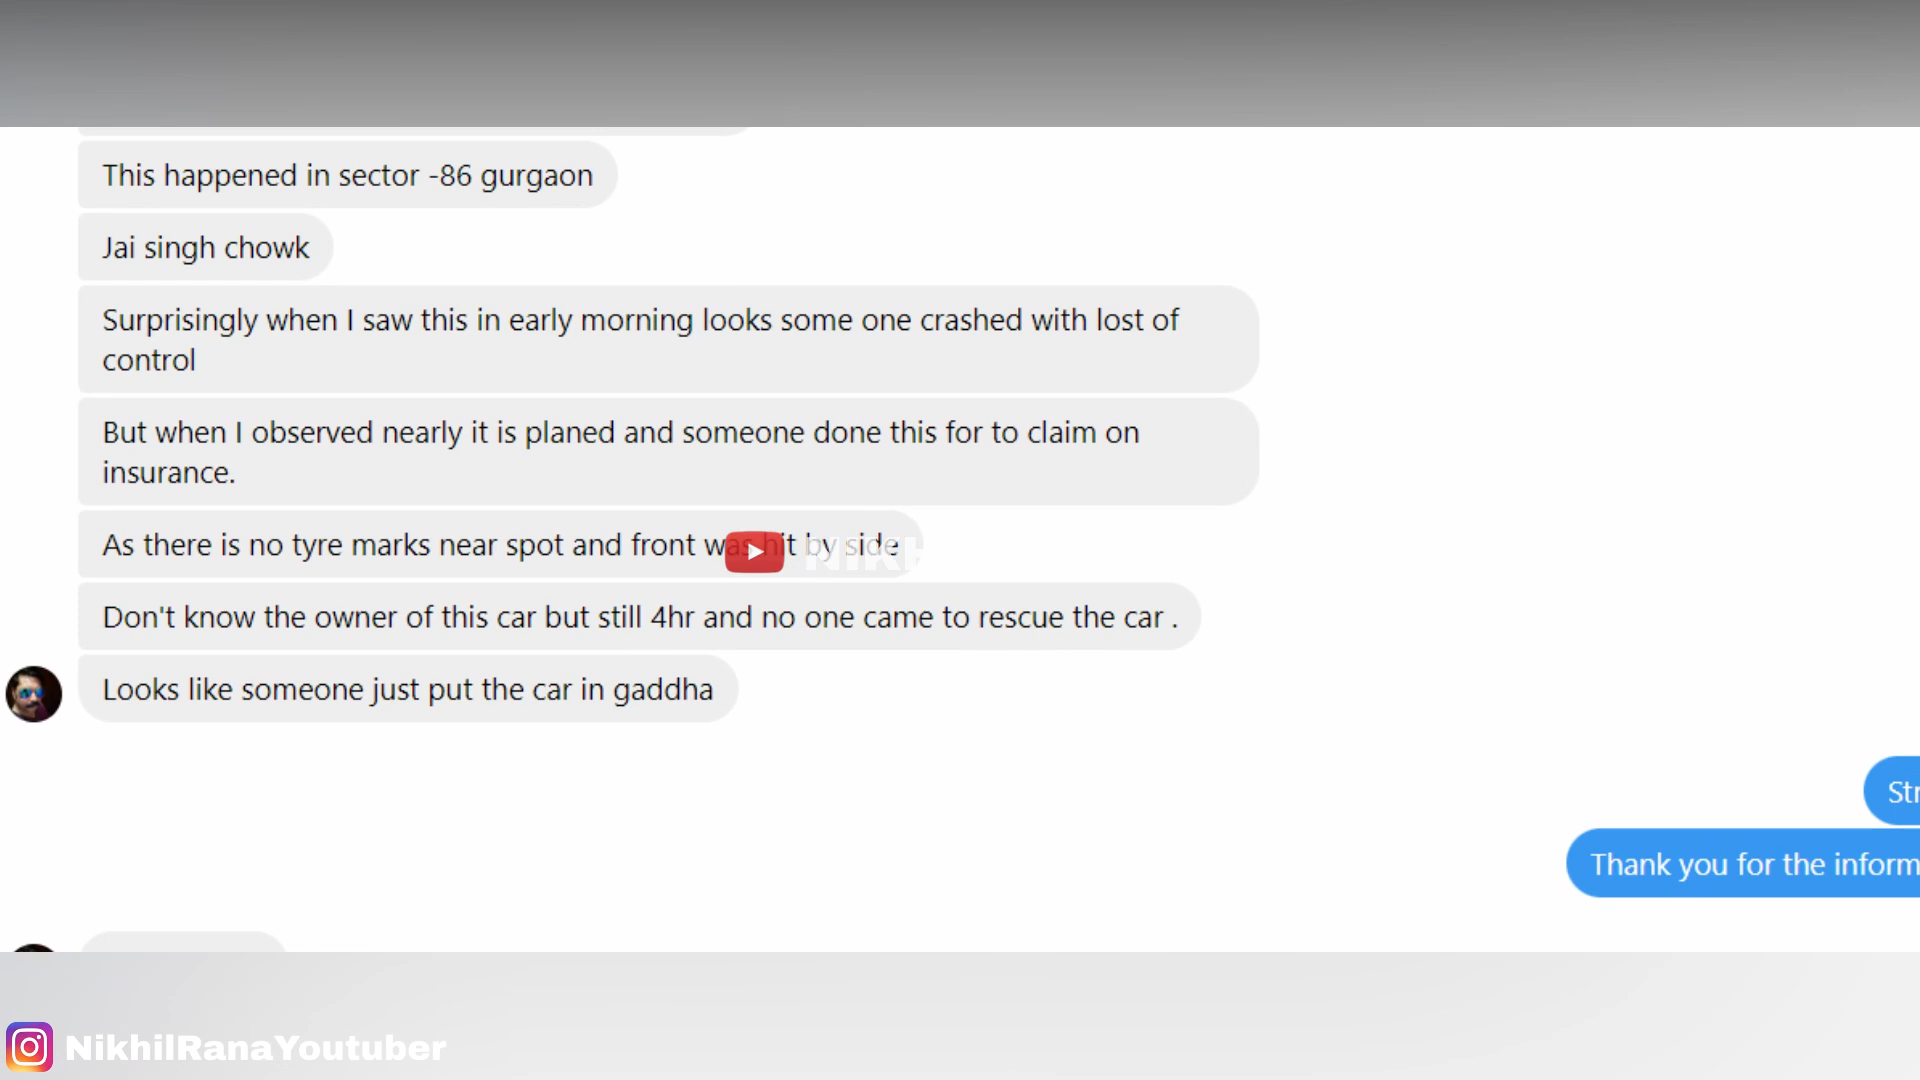 This happened in sector -86 gurgaon
Jai singh chowk
Surprisingly when I saw this in early morning looks some one crashed with lost of
control
But when I observed nearly it is planed and someone done this for to claim on
insurance.
As there is no tyre marks near spot and front was hit by side
Don't know the owner of this car but still 4hr and no one came to rescue the car .
Looks like someone just put the car in gaddha
Thank you for the
NikhilRanaYoutuber